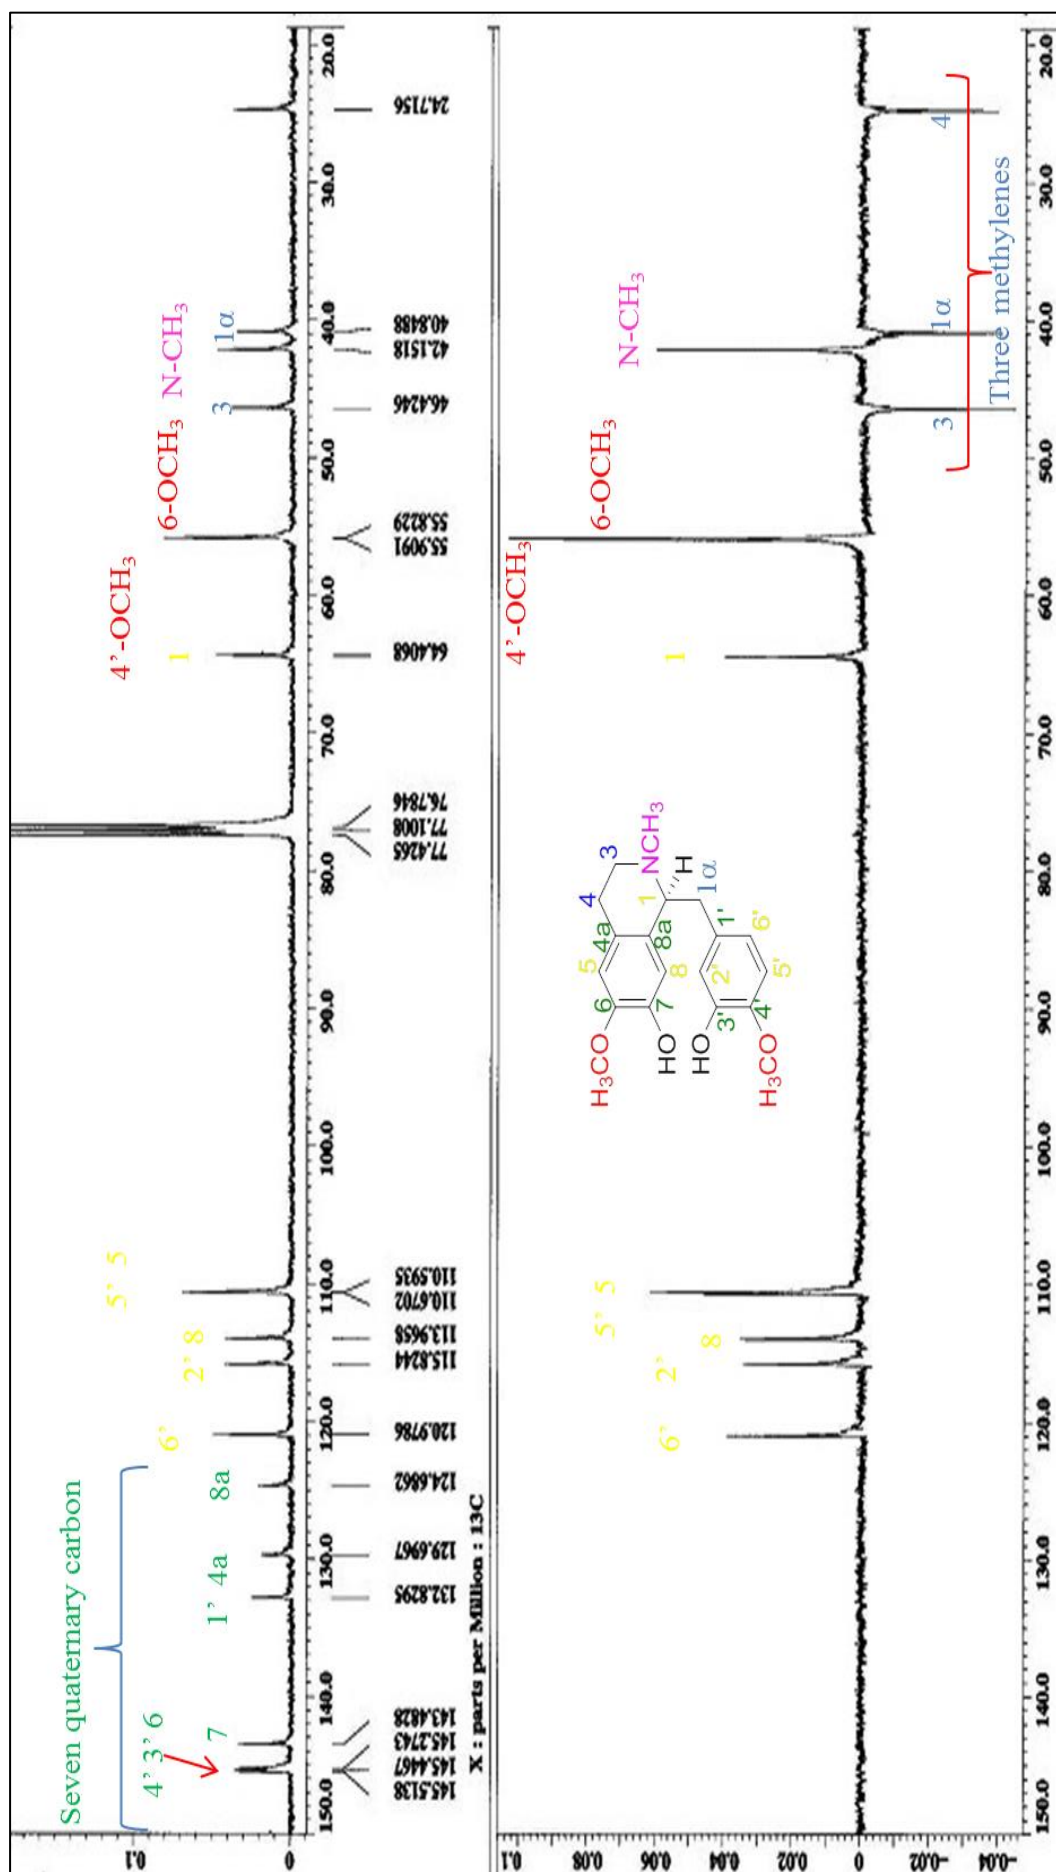 Seven quaternary carbon
4’ 3’ 6
7
1’ 4a
8a
6’
2’ 8
5’ 5
4’-OCH3
1
6-OCH3
N-CH3
3
1α
0.1
0
150.0 140.0 130.0 120.0 110.0 100.0 90.0 80.0 70.0 60.0 50.0 40.0 30.0 20.0
145.5138
145.4467
145.2743
143.4828
132.8295
129.6967
124.6862
120.9786
115.8244
113.9658
110.6702
110.5935
77.4265
77.1008
76.7846
64.4068
55.9091
55.8229
46.4246
42.1518
40.8488
24.7156
X : parts per Million : 13C
0.1
0.08
0.06
0.04
0.02
0
-0.02
-0.04
6’
2’
8
5’ 5
1
4’-OCH3
6-OCH3
N-CH3
3
1α
4
Three methylenes
H3CO
HO
HO
H3CO
6
5
4a
4
3
7
8
8a
1
NCH3
H
1α
1'
2'
3'
4'
5'
6'
150.0 140.0 130.0 120.0 110.0 100.0 90.0 80.0 70.0 60.0 50.0 40.0 30.0 20.0